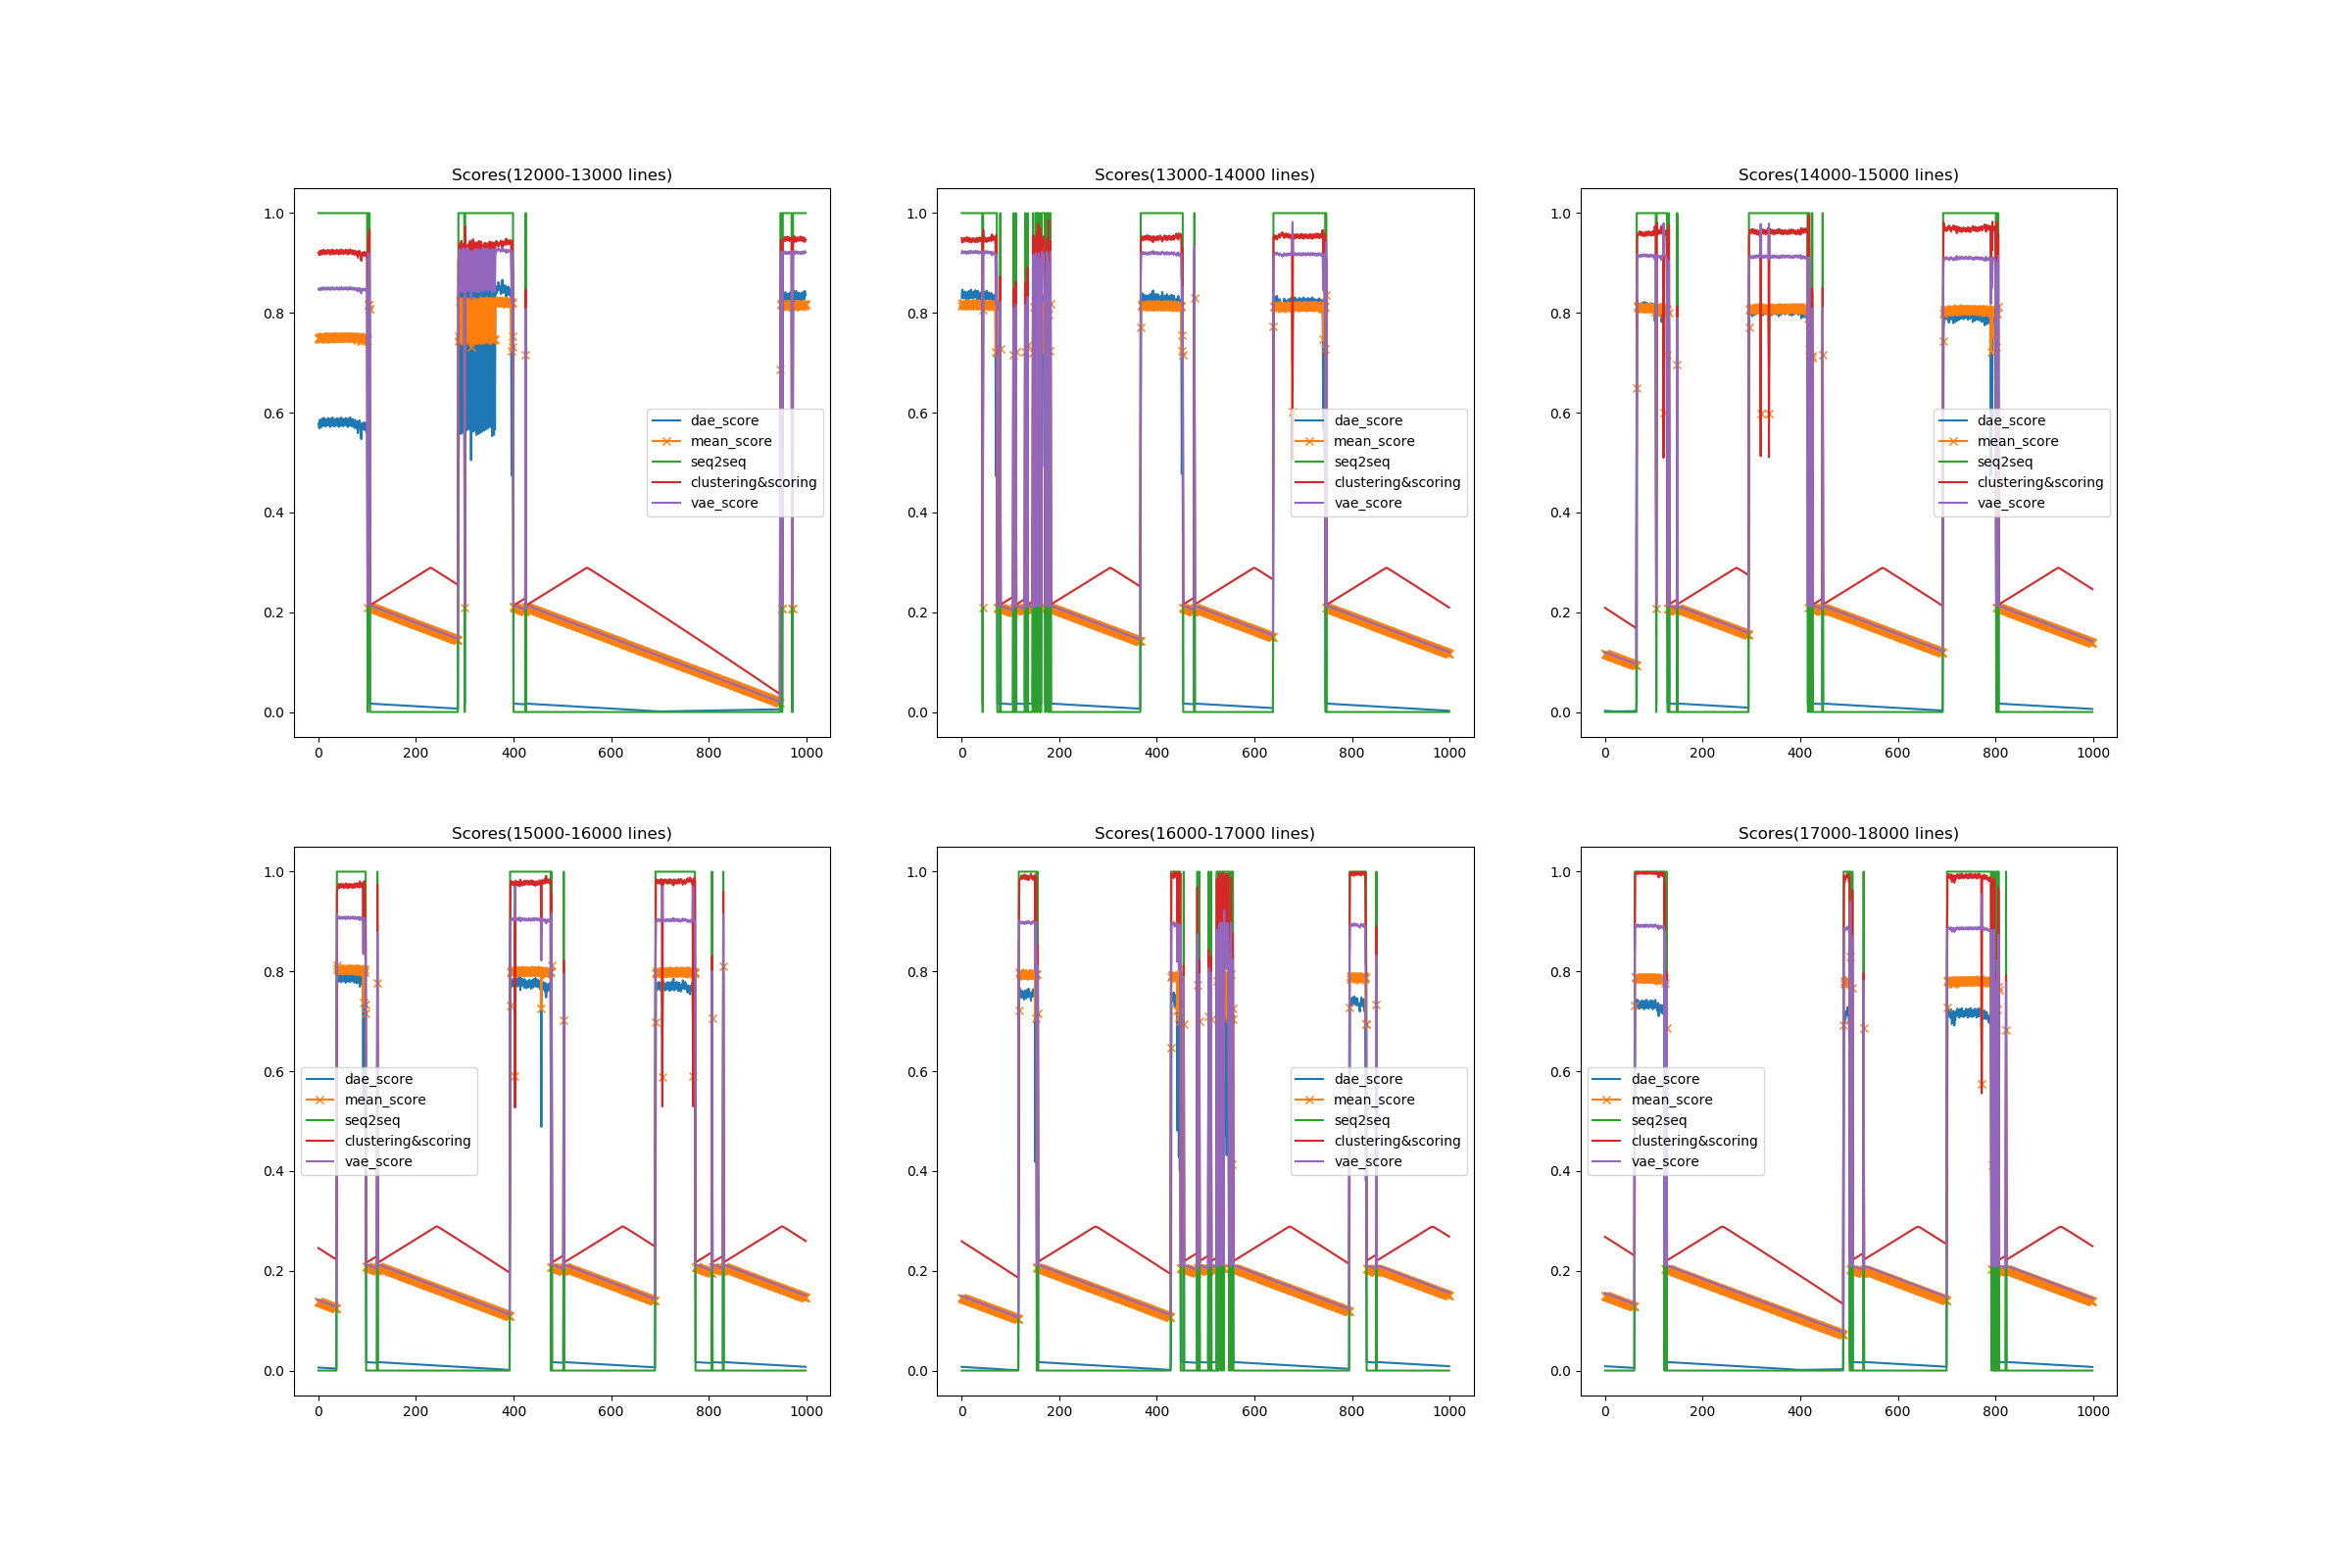 Scores(12000-13000 lines)
1.0
0.8
0.6
0.4
0.2
0.0
0 200 400 600 800 1000
dae_score
mean_score
seq2seq
clustering&scoring
vae_score
Scores(13000-14000 lines)
1.0
0.8
0.6
0.4
0.2
0.0
0 200 400 600 800 1000
dae_score
mean_score
seq2seq
clustering&scoring
vae_score
Scores(14000-15000 lines)
1.0
0.8
0.6
0.4
0.2
0.0
0 200 400 600 800 1000
dae_score
mean_score
seq2seq
clustering&scoring
vae_score
Scores(15000-16000 lines)
1.0
0.8
0.6
0.4
0.2
0.0
0 200 400 600 800 1000
dae_score
mean_score
seq2seq
clustering&scoring
vae_score
Scores(16000-17000 lines)
1.0
0.8
0.6
0.4
0.2
0.0
0 200 400 600 800 1000
dae_score
mean_score
seq2seq
clustering&scoring
vae_score
Scores(17000-18000 lines)
1.0
0.8
0.6
0.4
0.2
0.0
0 200 400 600 800 1000
dae_score
mean_score
seq2seq
clustering&scoring
vae_score